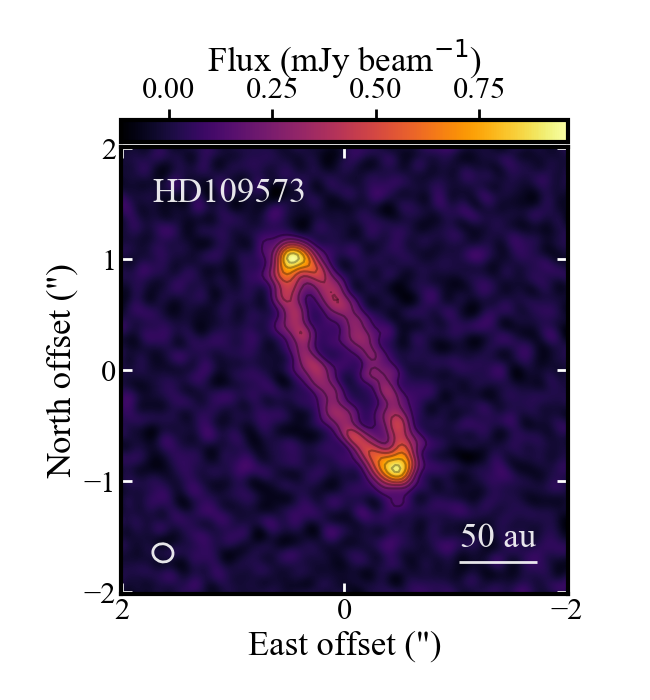 Flux (mJy beam⁻¹)
0.00 0.25 0.50 0.75
HD109573
2
1
0
−1
−2
North offset (")
50 au
2 0 −2
East offset (")